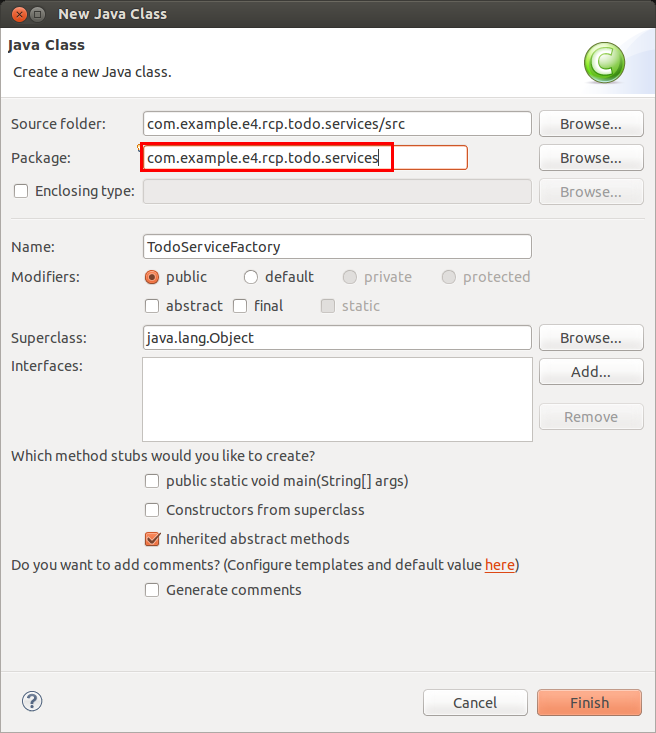 New Java Class
Java Class
Create a new Java class.
Source folder: com.example.e4.rcp.todo.services/src Browse...
Package: com.example.e4.rcp.todo.services Browse...
Enclosing type: Browse...
Name: TodoServiceFactory
Modifiers: public default private protected
abstract final static
Superclass: java.lang.Object Browse...
Interfaces: Add...
Remove
Which method stubs would you like to create?
public static void main(String[] args)
Constructors from superclass
Inherited abstract methods
Do you want to add comments? (Configure templates and default value here)
Generate comments
? Cancel Finish